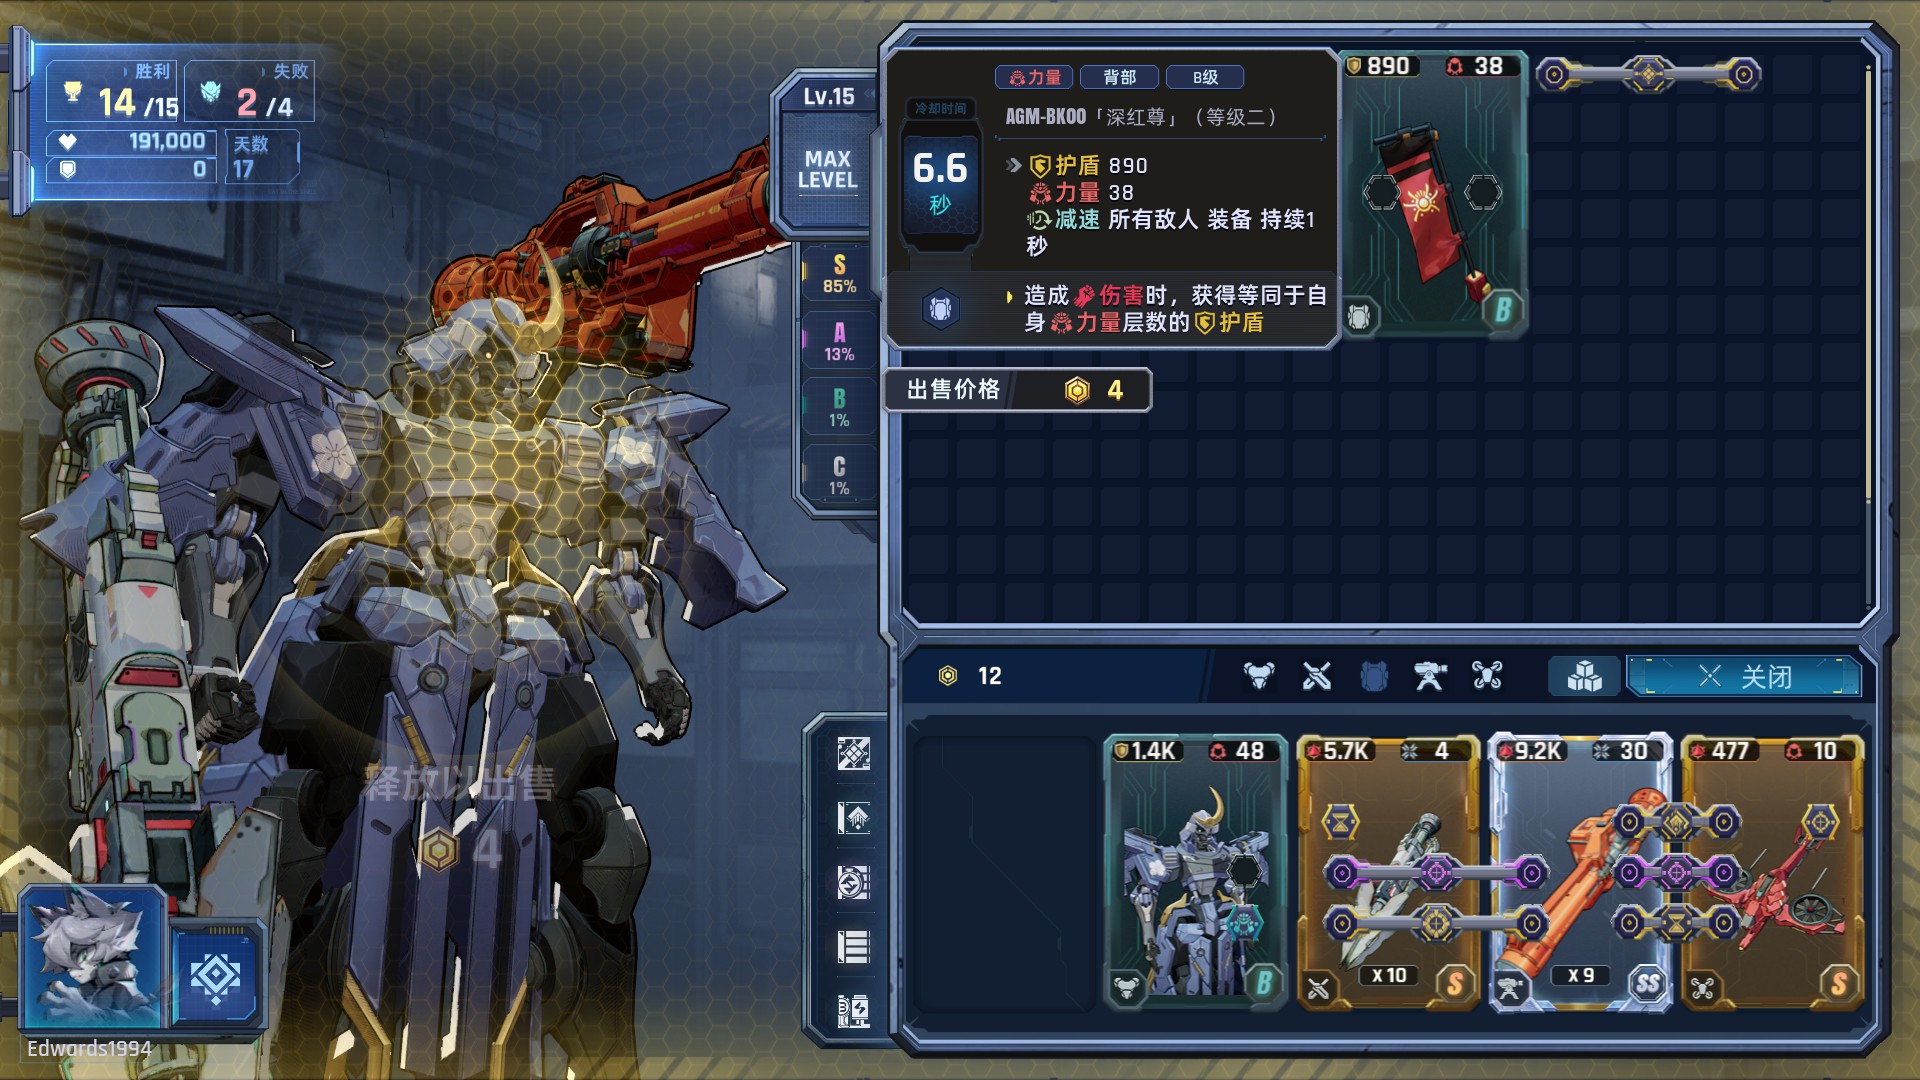 胜利
14 /15
失败
2 /4
191,000
0
天数
17
Lv.15
MAX
LEVEL
S
85%
A
13%
B
1%
C
1%
冷却时间
6.6
秒
力量
背部
B级
AGM-BK00「深红尊」（等级二）
护盾 890
力量 38
减速 所有敌人 装备 持续1
秒
造成伤害时，获得等同于自
身力量层数的护盾
出售价格 4
890
38
B
12
关闭
释放以出售
4
1.4K
48
B
5.7K
4
x10
S
9.2K
30
x9
SS
477
10
S
Edwards1994